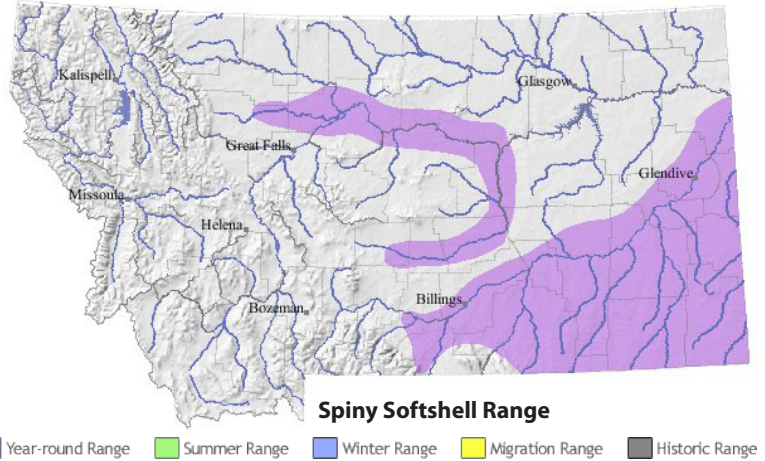 Kalispell
Glasgow
Great Falls
Glendive
Missoula
Helena
Billings
Bozeman
Spiny Softshell Range
Year-round Range Summer Range Winter Range Migration Range Historic Range